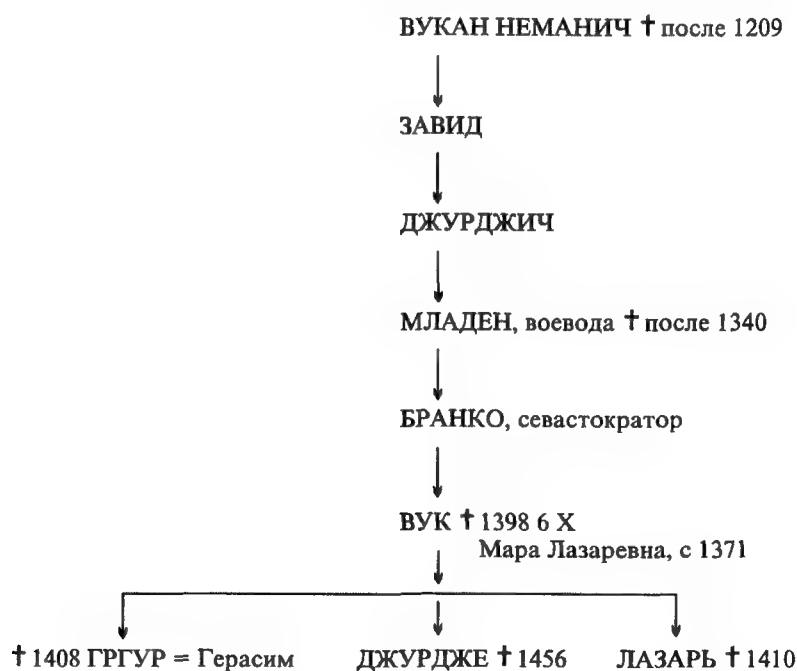 ВУКАН НЕМАНИЧ † после 1209
ЗАВИД
ДЖУРДЖИЧ
МЛАДЕН, воевода † после 1340
БРАНКО, севастократор
ВУК † 1398 6 X
Мара Лазаревна, с 1371
† 1408 ГРГУР = Герасим ДЖУРДЖЕ † 1456 ЛАЗАРЬ † 1410